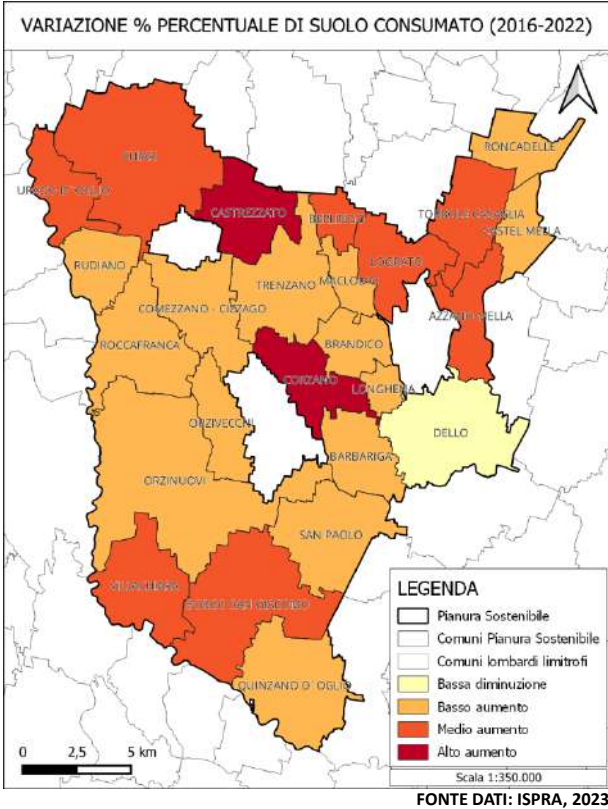 VARIAZIONE % PERCENTUALE DI SUOLO CONSUMATO (2016-2022)
RONCADELLE
CHIARI
URAGO D'OGLIO
CASTREZZATO
BERLINGO
TORBOLE CASAGLIA
CASTEL MELLA
RUDIANO
TRENZANO
MACLODIO
LOGRATO
COMEZZANO - CIZZAGO
AZZANO MELLA
ROCCAFRANCA
BRANDICO
CORZANO
LONGHENA
ORZIVECCHI
DELLO
BARBARIGA
ORZINUOVI
SAN PAOLO
VILLACHIARA
BORGO SAN GIACOMO
QUINZANO D`OGLIO
LEGENDA
Pianura Sostenibile
Comuni Pianura Sostenibile
Comuni lombardi limitrofi
Bassa diminuzione
Basso aumento
Medio aumento
Alto aumento
0 2,5 5 km
Scala 1:350.000
FONTE DATI: ISPRA, 2023